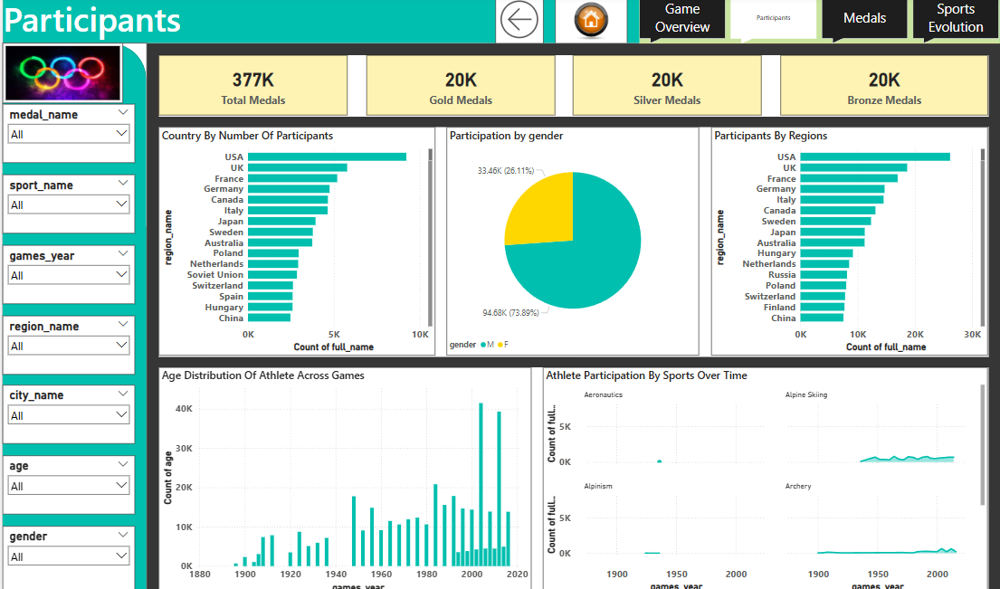 Participants
Game
Overview
Participants
Medals
Sports
Evolution
medal_name
All
sport_name
All
games_year
All
region_name
All
city_name
All
age
All
gender
All
377K
Total Medals
20K
Gold Medals
20K
Silver Medals
20K
Bronze Medals
Country By Number Of Participants
region_name
USA
UK
France
Germany
Canada
Italy
Japan
Sweden
Australia
Poland
Netherlands
Soviet Union
Switzerland
Spain
Hungary
China
0K 5K 10K
Count of full_name
Participation by gender
33.46K (26.11%)
94.68K (73.89%)
gender M F
Participants By Regions
region_name
USA
UK
France
Germany
Italy
Canada
Sweden
Japan
Australia
Hungary
Netherlands
Russia
Poland
Switzerland
Finland
China
0K 10K 20K 30K
Count of full_name
Age Distribution Of Athlete Across Games
Count of age
40K
30K
20K
10K
0K
1880 1900 1920 1940 1960 1980 2000 2020
games_year
Athlete Participation By Sports Over Time
Aeronautics Alpine Skiing
Count of full...
5K
0K
Alpinism Archery
Count of full...
5K
0K
1900 1950 2000 1900 1950 2000
games_year games_year